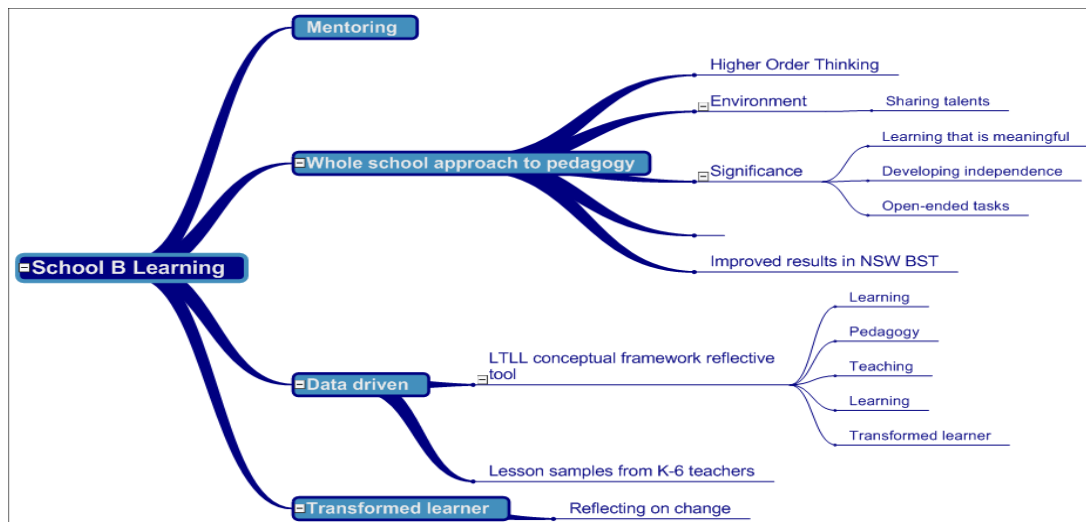 Mentoring
Higher Order Thinking
Environment
Sharing talents
Whole school approach to pedagogy
Significance
Learning that is meaningful
Developing independence
Open-ended tasks
Improved results in NSW BST
School B Learning
Data driven
LTLL conceptual framework reflective
tool
Learning
Pedagogy
Teaching
Learning
Transformed learner
Lesson samples from K-6 teachers
Transformed learner
Reflecting on change